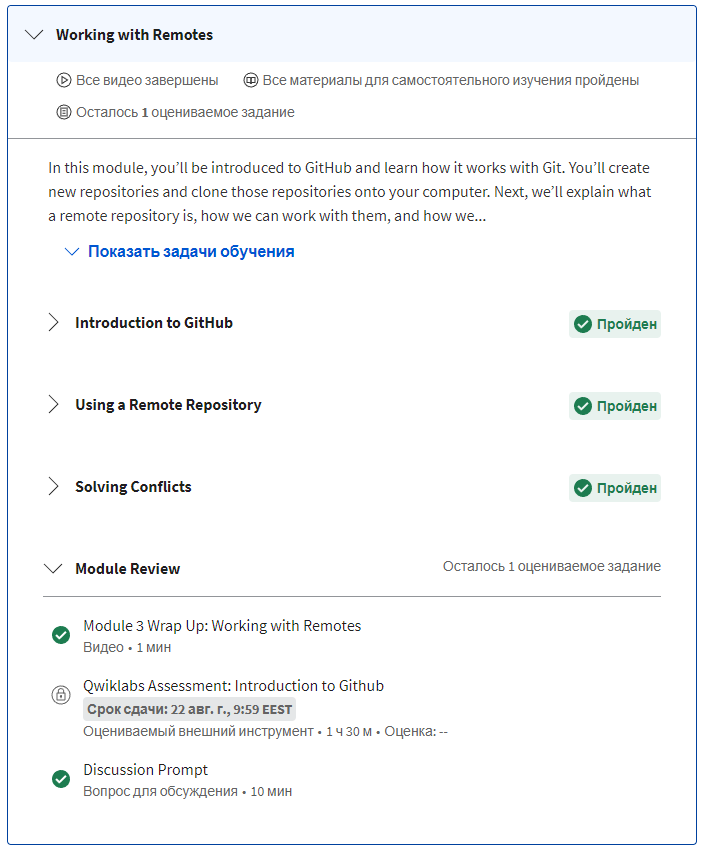 Working with Remotes
Все видео завершены Все материалы для самостоятельного изучения пройдены
Осталось 1 оцениваемое задание
In this module, you’ll be introduced to GitHub and learn how it works with Git. You’ll create
new repositories and clone those repositories onto your computer. Next, we’ll explain what
a remote repository is, how we can work with them, and how we...
Показать задачи обучения
Introduction to GitHub Пройден
Using a Remote Repository Пройден
Solving Conflicts Пройден
Module Review Осталось 1 оцениваемое задание
Module 3 Wrap Up: Working with Remotes
Видео • 1 мин
Qwiklabs Assessment: Introduction to Github
Срок сдачи: 22 авг. г., 9:59 EEST
Оцениваемый внешний инструмент • 1 ч 30 м • Оценка: --
Discussion Prompt
Вопрос для обсуждения • 10 мин